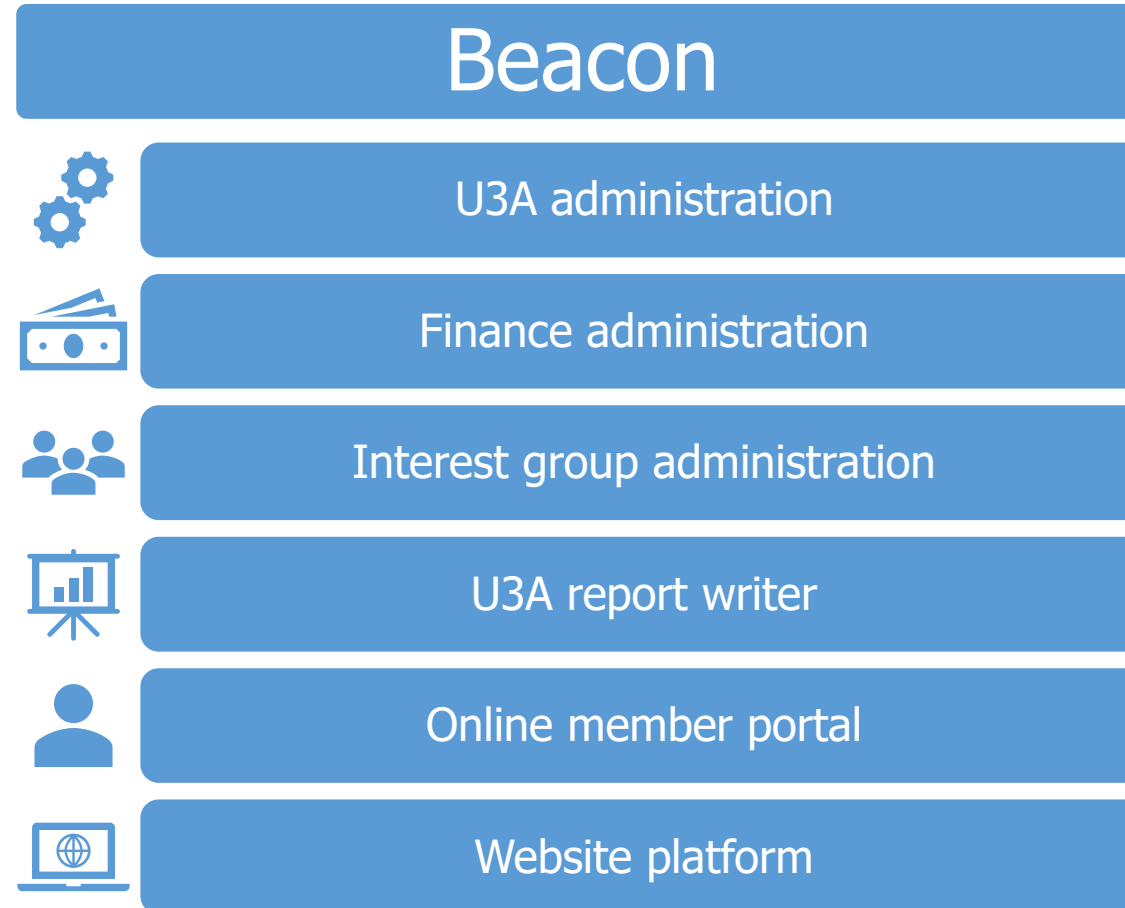 Beacon
U3A administration
Finance administration
Interest group administration
U3A report writer
Online member portal
Website platform